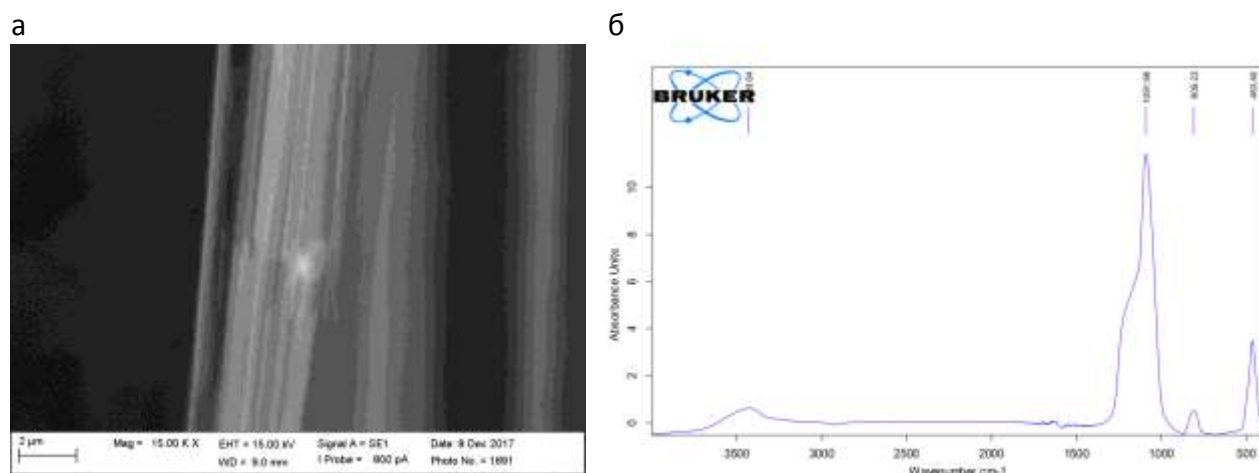 а
б
2 µm
Mag = 15.00 K X
EHT = 15.00 kV
WD = 9.0 mm
Signal A = SE1
I Probe = 800 pA
Date :9 Dec 2017
Photo No. = 1691
BRUKER
Absorbance Units
0
2
4
6
8
10
3500
3000
2500
2000
1500
1000
500
Wavenumber cm-1